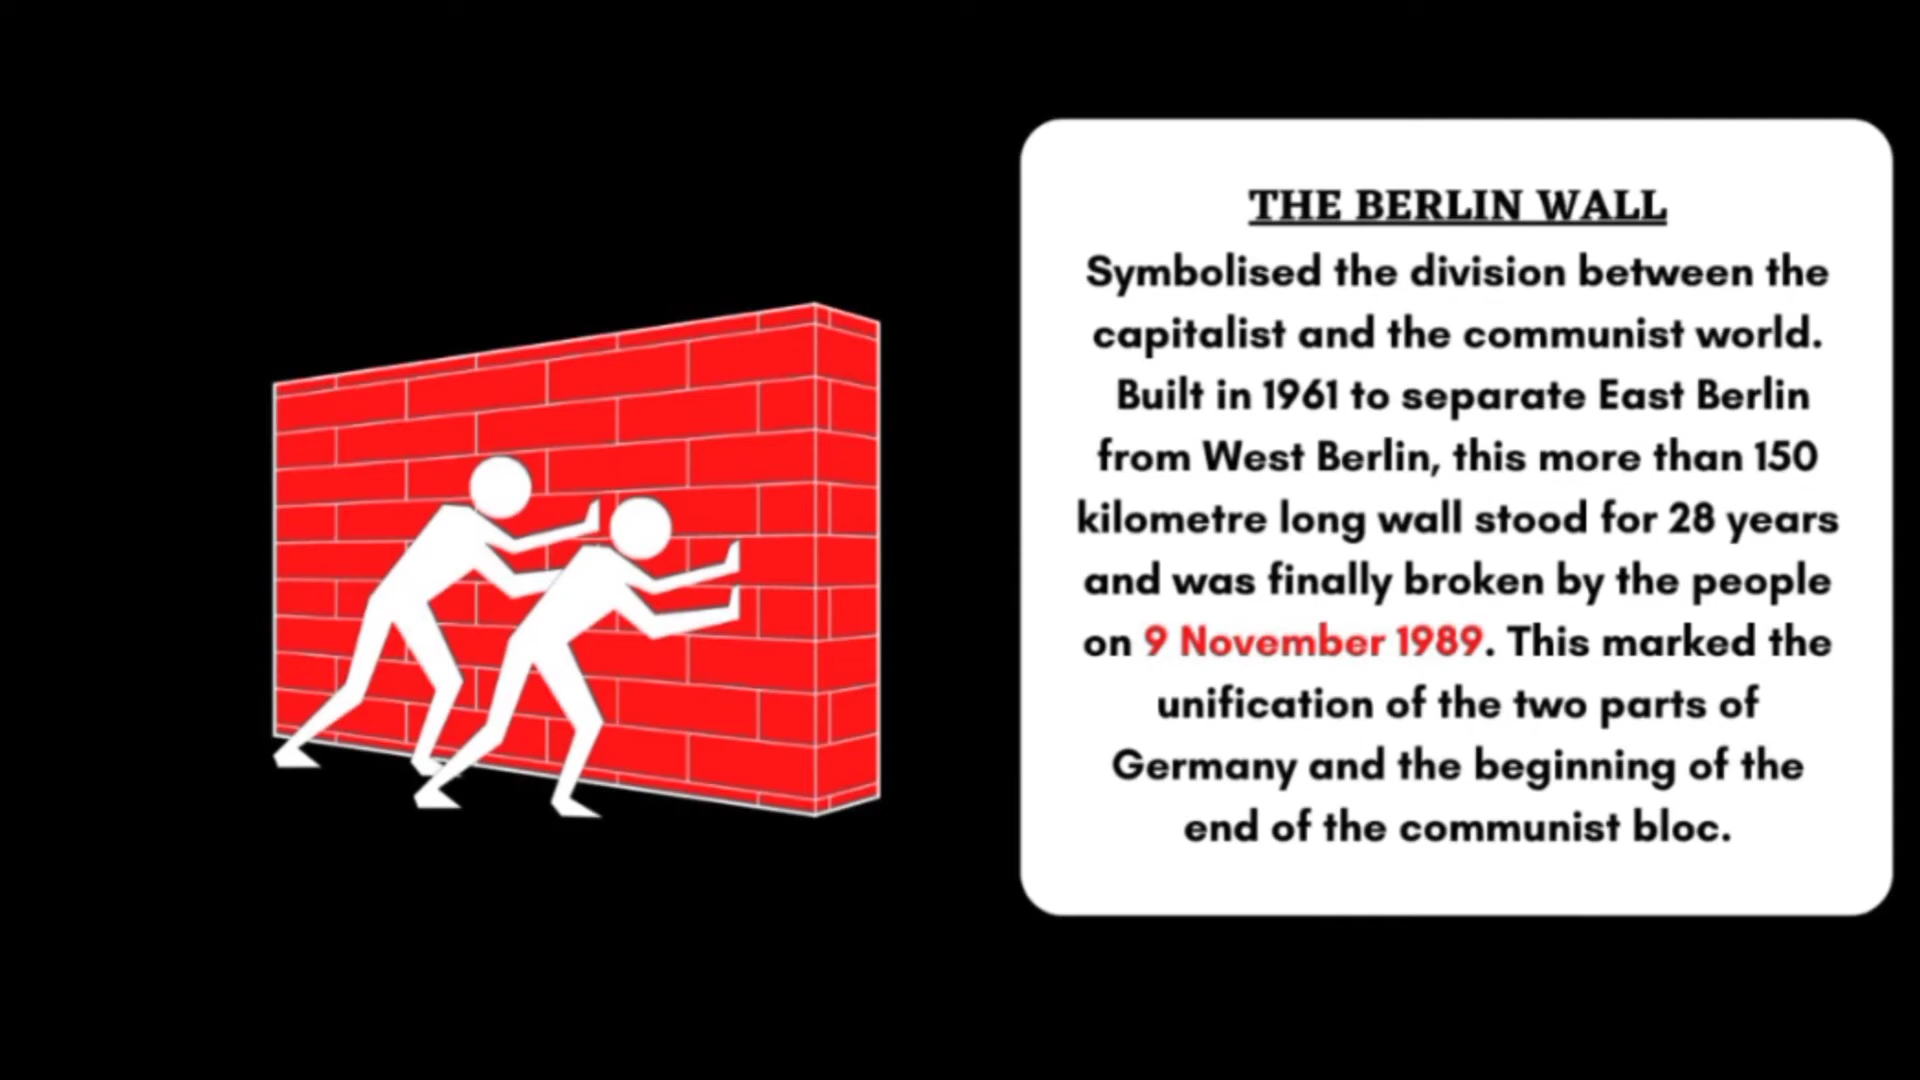 THE BERLIN WALL
Symbolised the division between the
capitalist and the communist world.
Built in 1961 to separate East Berlin
from West Berlin, this more than 150
kilometre long wall stood for 28 years
and was finally broken by the people
on 9 November 1989. This marked the
unification of the two parts of
Germany and the beginning of the
end of the communist bloc.